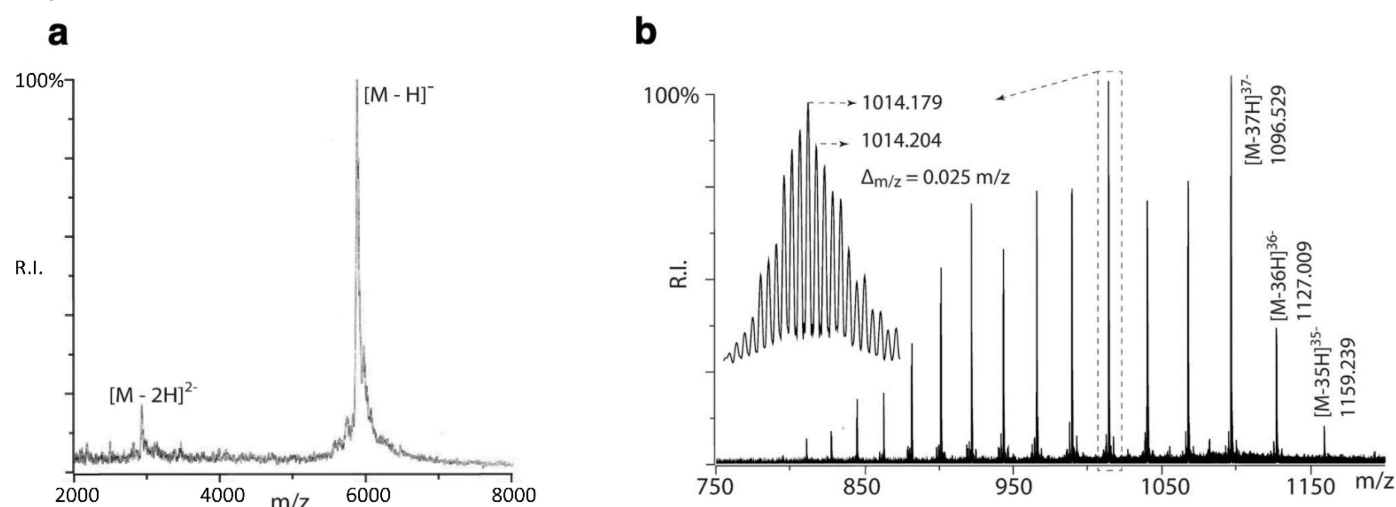 a
100%
[M - H]⁻
R.I.
[M - 2H]²⁻
2000
4000
6000
8000
m/z
b
100%
1014.179
1014.204
Δm/z = 0.025 m/z
R.I.
[M-37H]³⁷⁻
1096.529
[M-36H]³⁶⁻
1127.009
[M-35H]³⁵⁻
1159.239
750
850
950
1050
1150
m/z